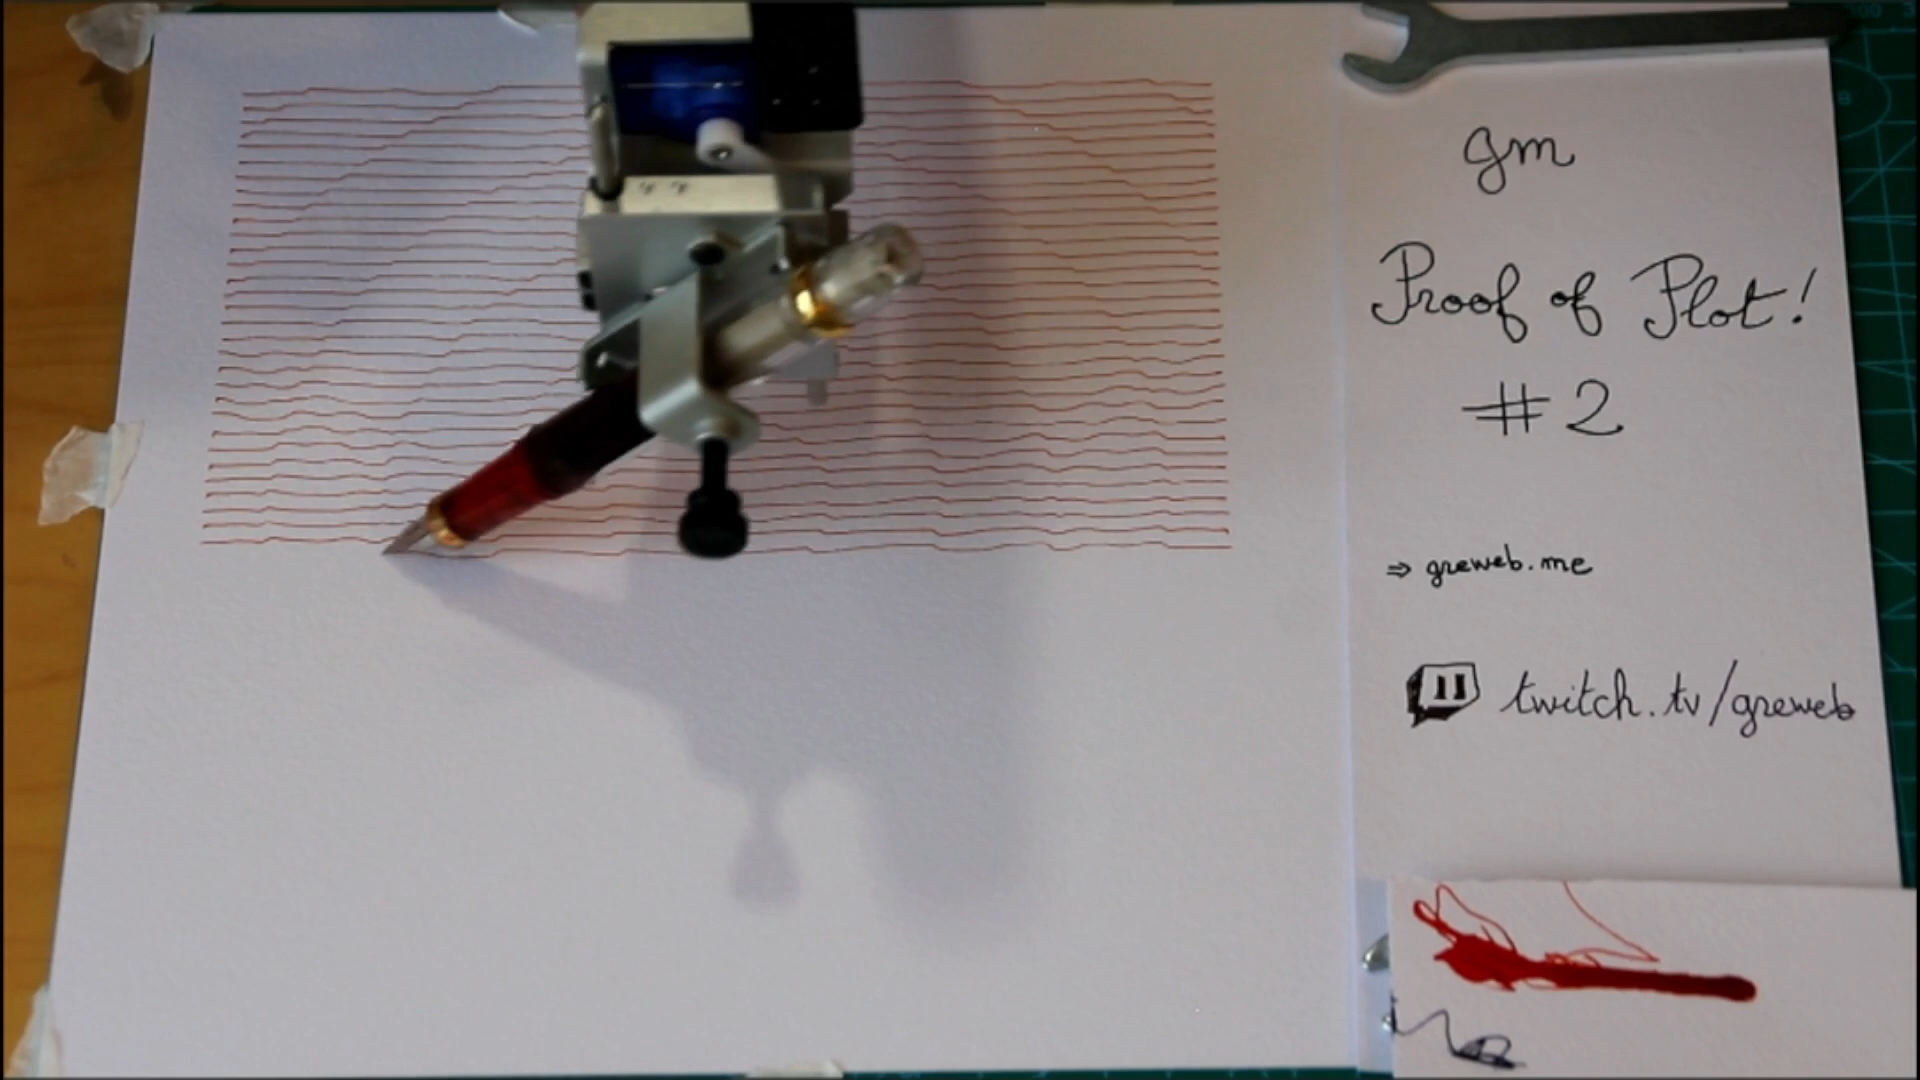 gm
Proof of Plot!
#2
⇒ greweb.me
twitch.tv/greweb